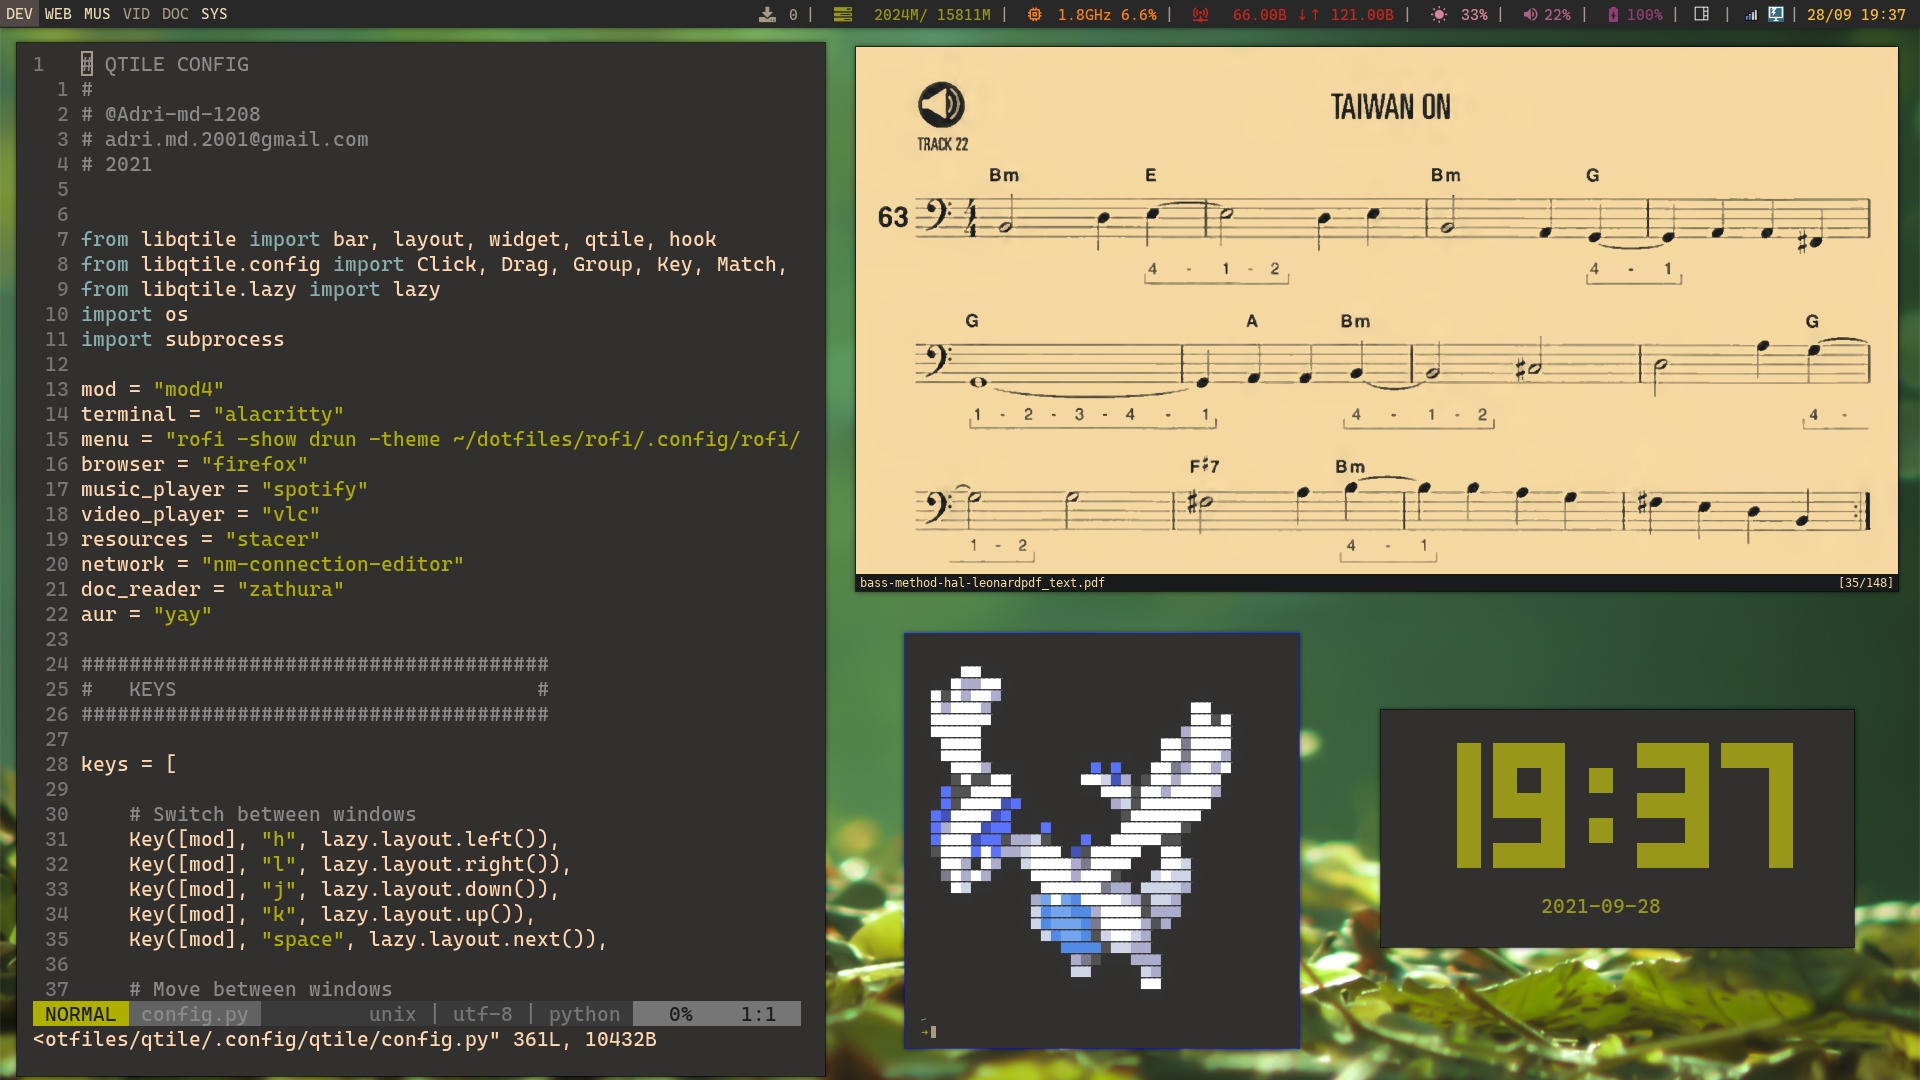 DEV WEB MUS VID DOC SYS
0 | 2024M/ 15811M | 1.8GHz 6.6% | 66.00B ↓↑ 121.00B | 33% | 22% | 100% | | | 28/09 19:37
1 # QTILE CONFIG
1 #
2 # @Adri-md-1208
3 # adri.md.2001@gmail.com
4 # 2021
5
6
7 from libqtile import bar, layout, widget, qtile, hook
8 from libqtile.config import Click, Drag, Group, Key, Match,
9 from libqtile.lazy import lazy
10 import os
11 import subprocess
12
13 mod = "mod4"
14 terminal = "alacritty"
15 menu = "rofi -show drun -theme ~/dotfiles/rofi/.config/rofi/
16 browser = "firefox"
17 music_player = "spotify"
18 video_player = "vlc"
19 resources = "stacer"
20 network = "nm-connection-editor"
21 doc_reader = "zathura"
22 aur = "yay"
23
24 #######################################
25 #   KEYS                              #
26 #######################################
27
28 keys = [
29
30     # Switch between windows
31     Key([mod], "h", lazy.layout.left()),
32     Key([mod], "l", lazy.layout.right()),
33     Key([mod], "j", lazy.layout.down()),
34     Key([mod], "k", lazy.layout.up()),
35     Key([mod], "space", lazy.layout.next()),
36
37     # Move between windows
NORMAL config.py unix | utf-8 | python 0% 1:1
<otfiles/qtile/.config/qtile/config.py" 361L, 10432B
TAIWAN ON
TRACK 22
Bm E Bm G
63 4 4
4 - 1 - 2 4 - 1
G A Bm G
1 - 2 - 3 - 4 - 1 4 - 1 - 2 4 -
F♯7 Bm
1 - 2 4 - 1
bass-method-hal-leonardpdf_text.pdf [35/148]
~
→
19:37
2021-09-28